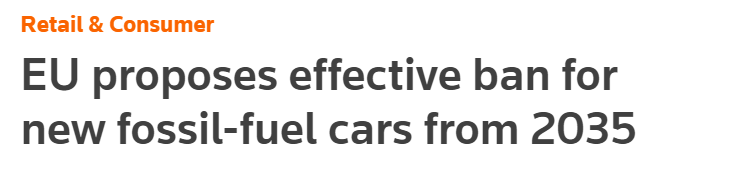 Retail & Consumer
EU proposes effective ban for
new fossil-fuel cars from 2035